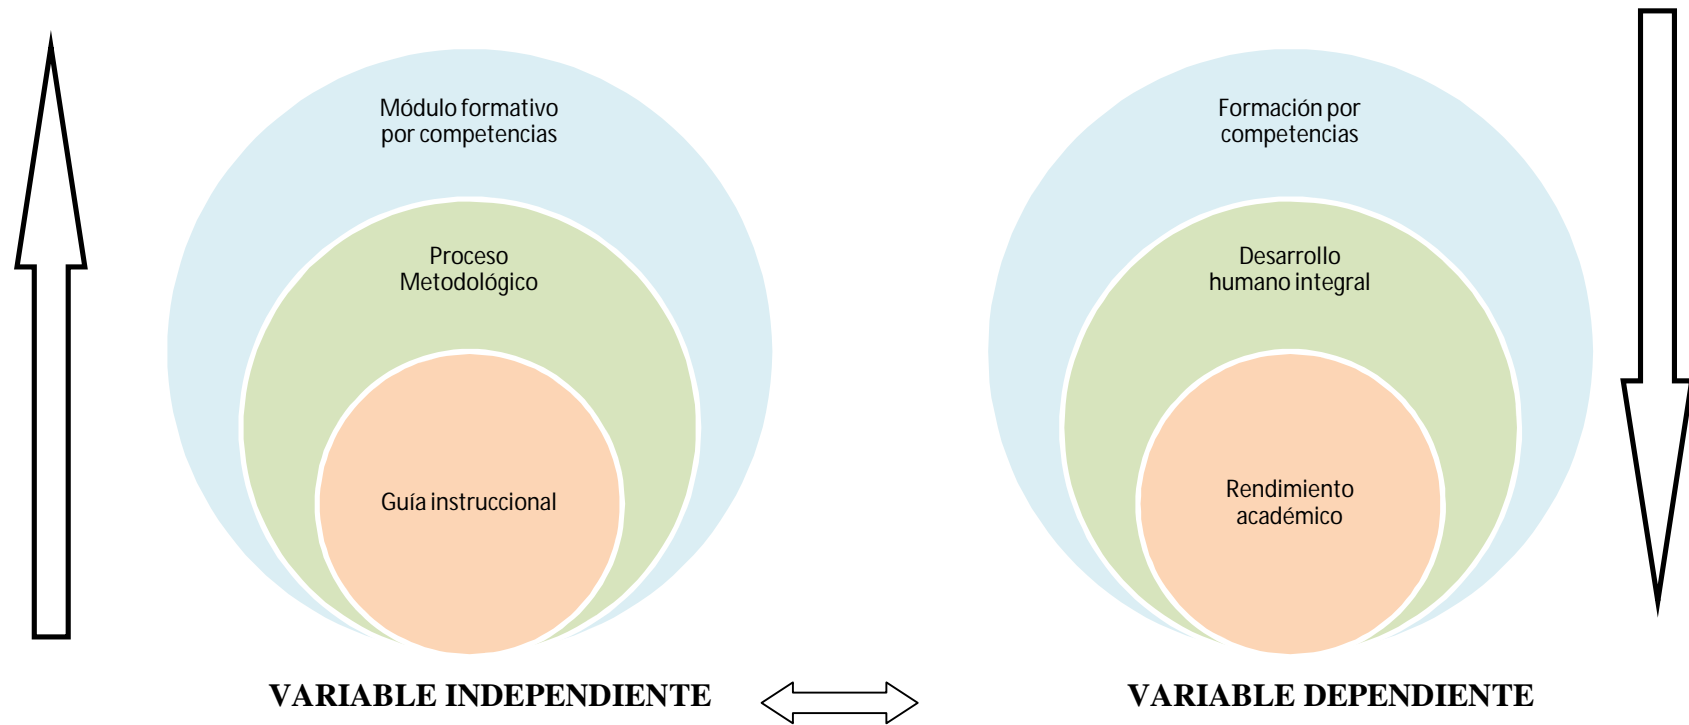 Módulo formativo
por competencias
Proceso
Metodológico
Guía instruccional
VARIABLE INDEPENDIENTE
Formación por
competencias
Desarrollo
humano integral
Rendimiento
académico
VARIABLE DEPENDIENTE